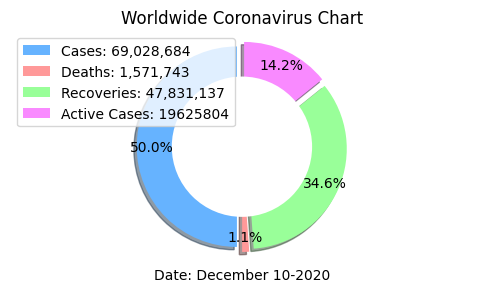 Worldwide Coronavirus Chart
Cases: 69,028,684
Deaths: 1,571,743
Recoveries: 47,831,137
Active Cases: 19625804
14.2%
50.0%
34.6%
1.1%
Date: December 10-2020